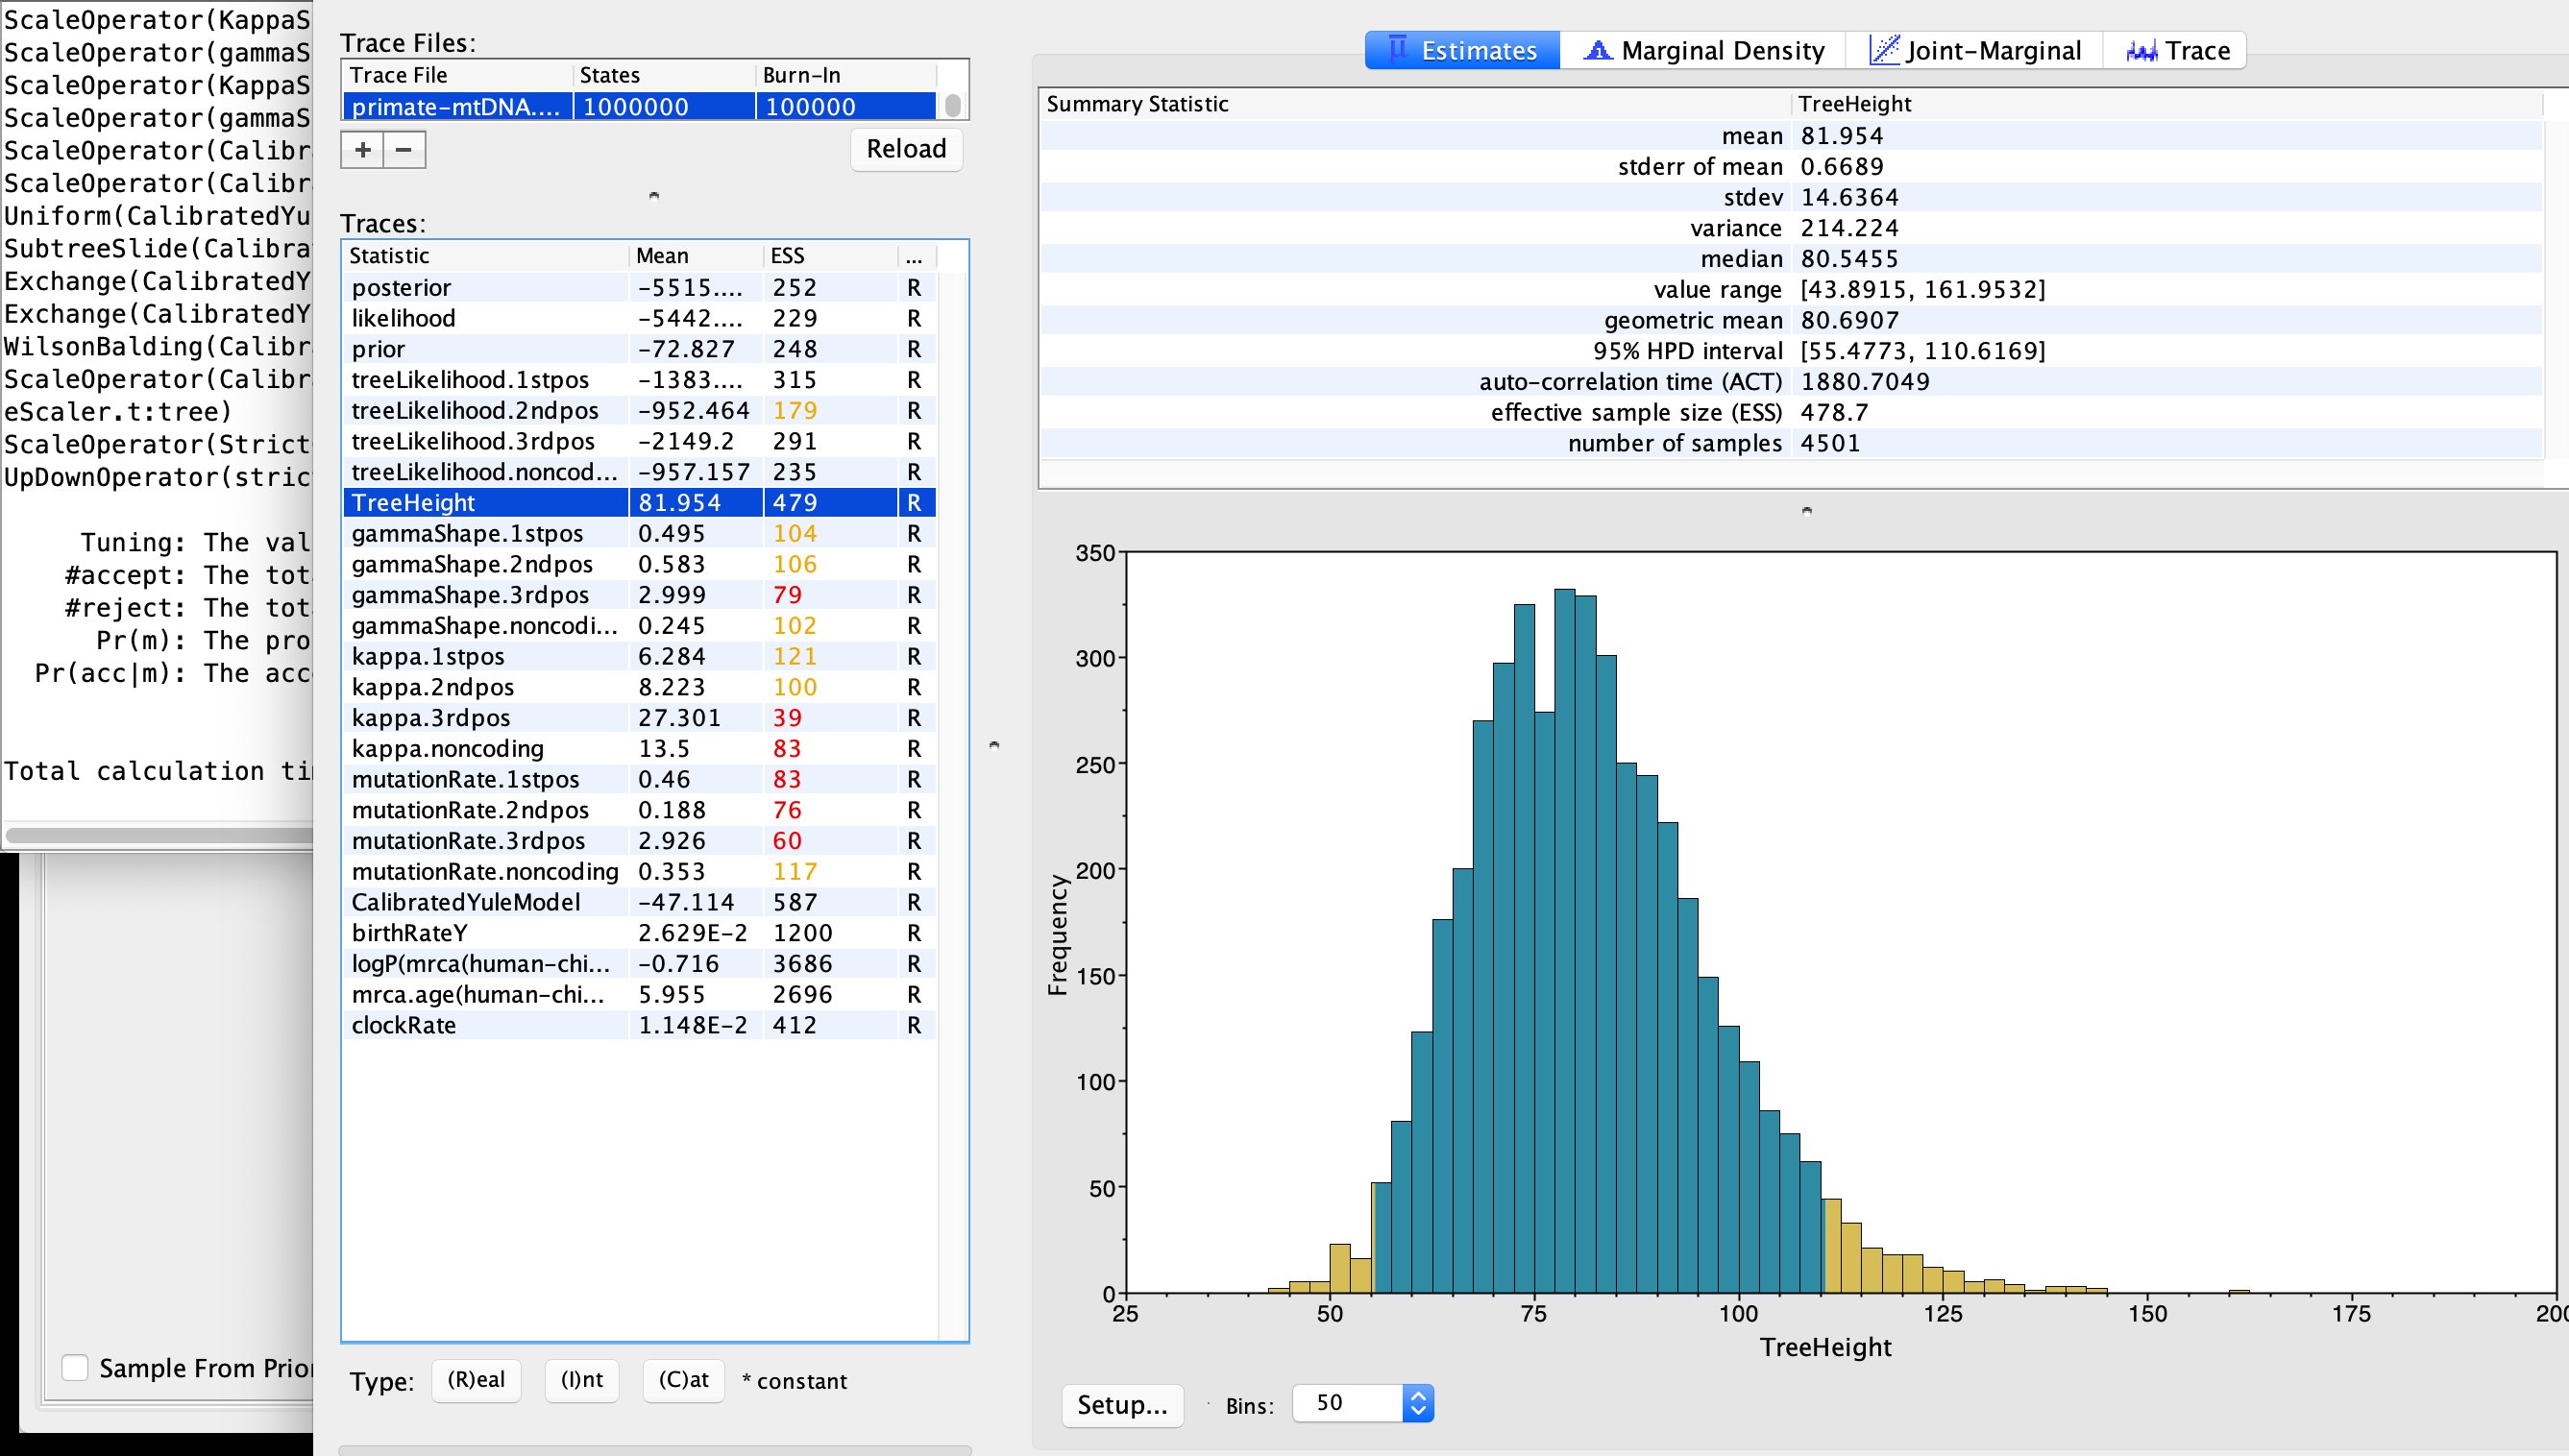 ScaleOperator(KappaS
ScaleOperator(gammaS
ScaleOperator(KappaS
ScaleOperator(gammaS
ScaleOperator(Calibr
ScaleOperator(Calibr
Uniform(CalibratedYu
SubtreeSlide(Calibra
Exchange(CalibratedY
Exchange(CalibratedY
WilsonBalding(Calibr
ScaleOperator(Calibr
eScaler.t:tree)
ScaleOperator(Strict
UpDownOperator(stric
Tuning: The val
#accept: The tot
#reject: The tot
Pr(m): The pro
Pr(acc|m): The acc
Total calculation ti
Sample From Prior
Trace Files:
Trace File States Burn-In
primate-mtDNA.... 1000000 100000
+ − Reload
Traces:
Statistic Mean ESS ...
posterior -5515.... 252 R
likelihood -5442.... 229 R
prior -72.827 248 R
treeLikelihood.1stpos -1383.... 315 R
treeLikelihood.2ndpos -952.464 179 R
treeLikelihood.3rdpos -2149.2 291 R
treeLikelihood.noncod... -957.157 235 R
TreeHeight 81.954 479 R
gammaShape.1stpos 0.495 104 R
gammaShape.2ndpos 0.583 106 R
gammaShape.3rdpos 2.999 79 R
gammaShape.noncodi... 0.245 102 R
kappa.1stpos 6.284 121 R
kappa.2ndpos 8.223 100 R
kappa.3rdpos 27.301 39 R
kappa.noncoding 13.5 83 R
mutationRate.1stpos 0.46 83 R
mutationRate.2ndpos 0.188 76 R
mutationRate.3rdpos 2.926 60 R
mutationRate.noncoding 0.353 117 R
CalibratedYuleModel -47.114 587 R
birthRateY 2.629E-2 1200 R
logP(mrca(human-chi... -0.716 3686 R
mrca.age(human-chi... 5.955 2696 R
clockRate 1.148E-2 412 R
Type: (R)eal (I)nt (C)at * constant
Estimates Marginal Density Joint-Marginal Trace
Summary Statistic TreeHeight
mean 81.954
stderr of mean 0.6689
stdev 14.6364
variance 214.224
median 80.5455
value range [43.8915, 161.9532]
geometric mean 80.6907
95% HPD interval [55.4773, 110.6169]
auto-correlation time (ACT) 1880.7049
effective sample size (ESS) 478.7
number of samples 4501
350
300
250
200
150
100
50
0
Frequency
25 50 75 100 125 150 175 200
TreeHeight
Setup... Bins: 50